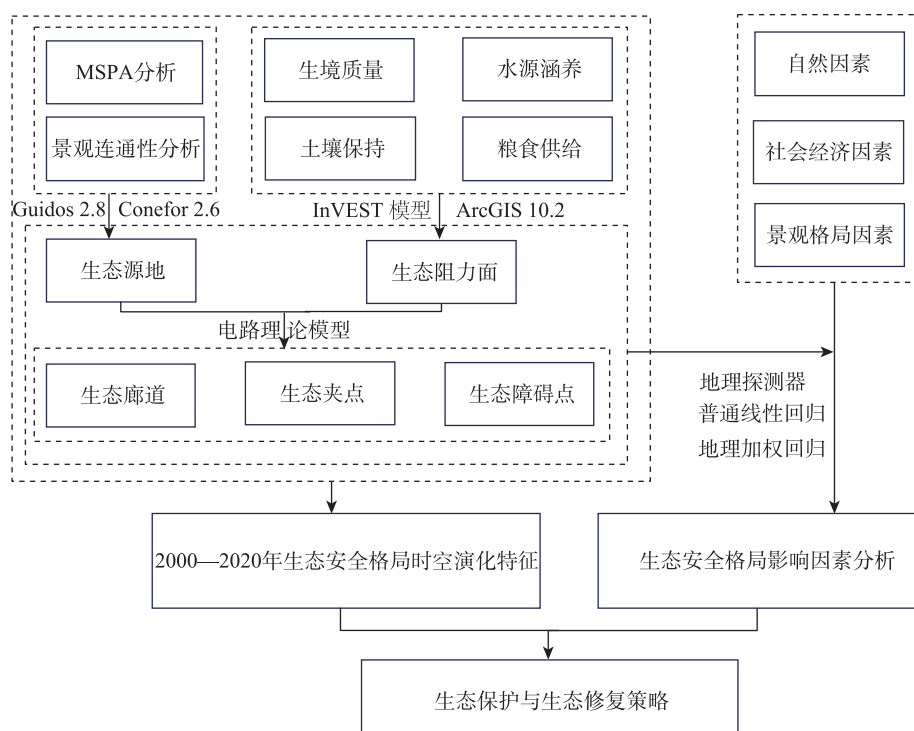 MSPA分析
景观连通性分析
生境质量
水源涵养
土壤保持
粮食供给
自然因素
社会经济因素
景观格局因素
Guidos 2.8
Conefor 2.6
InVEST 模型
ArcGIS 10.2
生态源地
生态阻力面
电路理论模型
生态廊道
生态夹点
生态障碍点
地理探测器
普通线性回归
地理加权回归
2000—2020年生态安全格局时空演化特征
生态安全格局影响因素分析
生态保护与生态修复策略